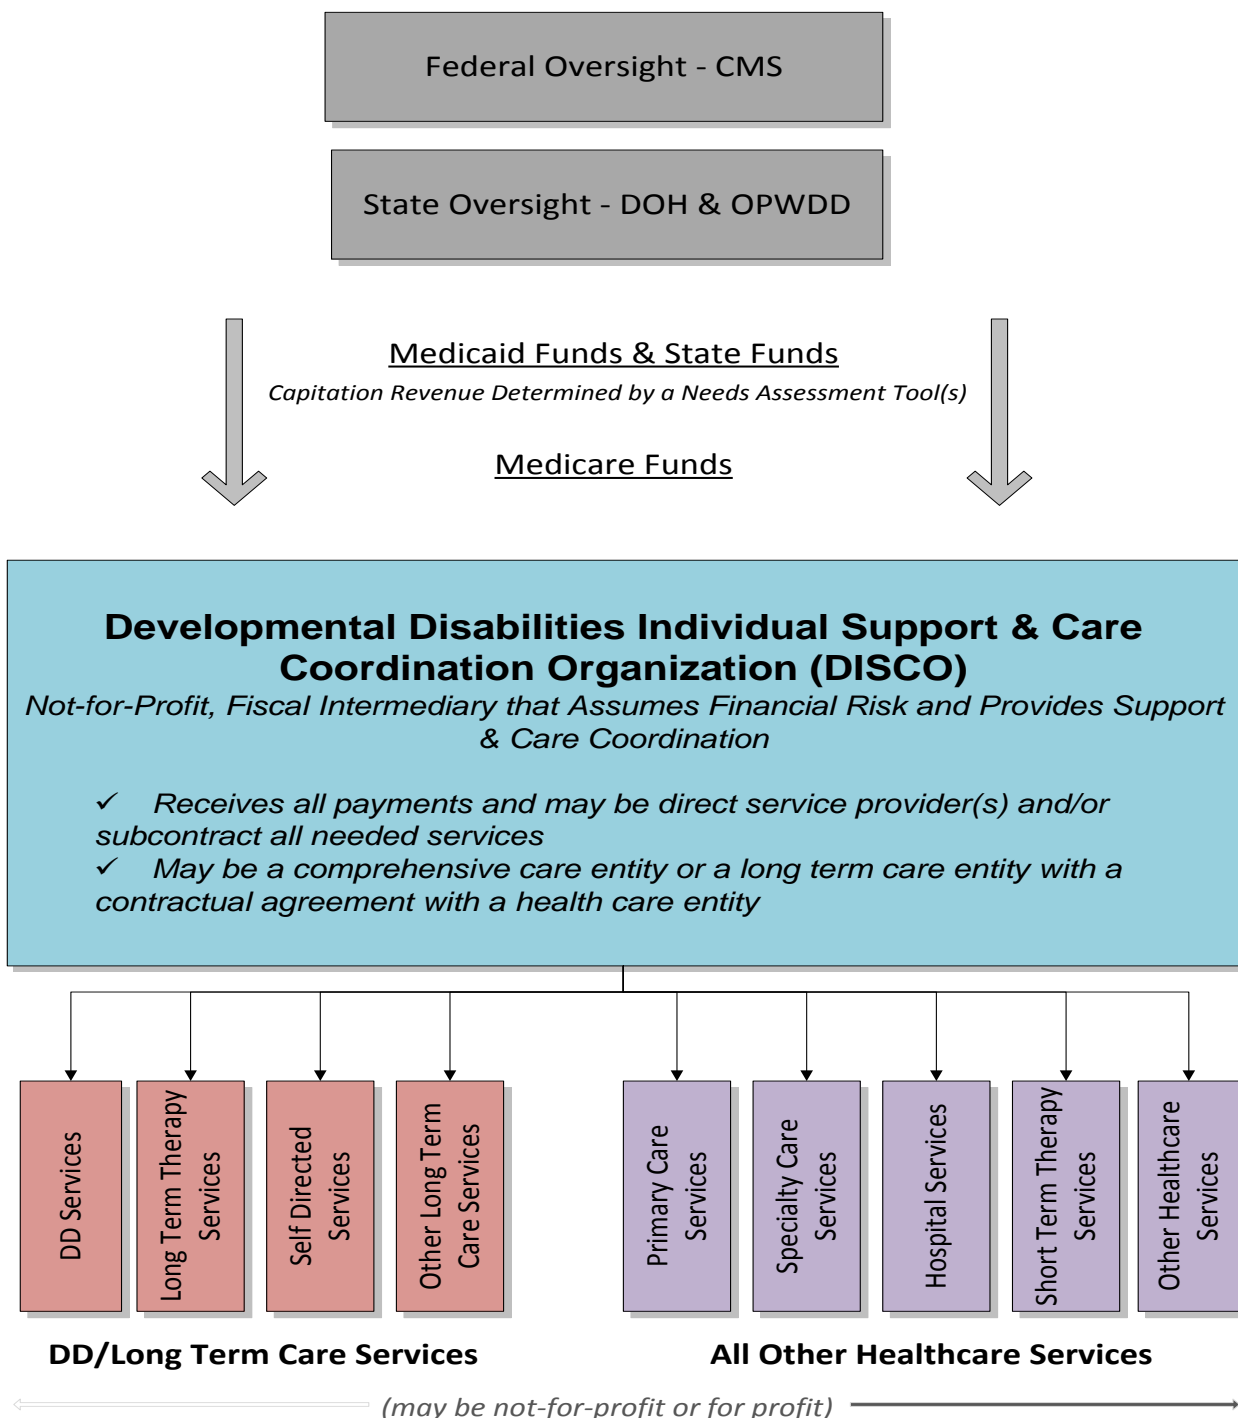 Federal Oversight - CMS
State Oversight - DOH & OPWDD
Medicaid Funds & State Funds
Capitation Revenue Determined by a Needs Assessment Tool(s)
Medicare Funds
Developmental Disabilities Individual Support & Care
Coordination Organization (DISCO)
Not-for-Profit, Fiscal Intermediary that Assumes Financial Risk and Provides Support
& Care Coordination
✓ Receives all payments and may be direct service provider(s) and/or
subcontract all needed services
✓ May be a comprehensive care entity or a long term care entity with a
contractual agreement with a health care entity
DD Services
Long Term Therapy
Services
Self Directed
Services
Other Long Term
Care Services
Primary Care
Services
Specialty Care
Services
Hospital Services
Short Term Therapy
Services
Other Healthcare
Services
DD/Long Term Care Services
All Other Healthcare Services
(may be not-for-profit or for profit)